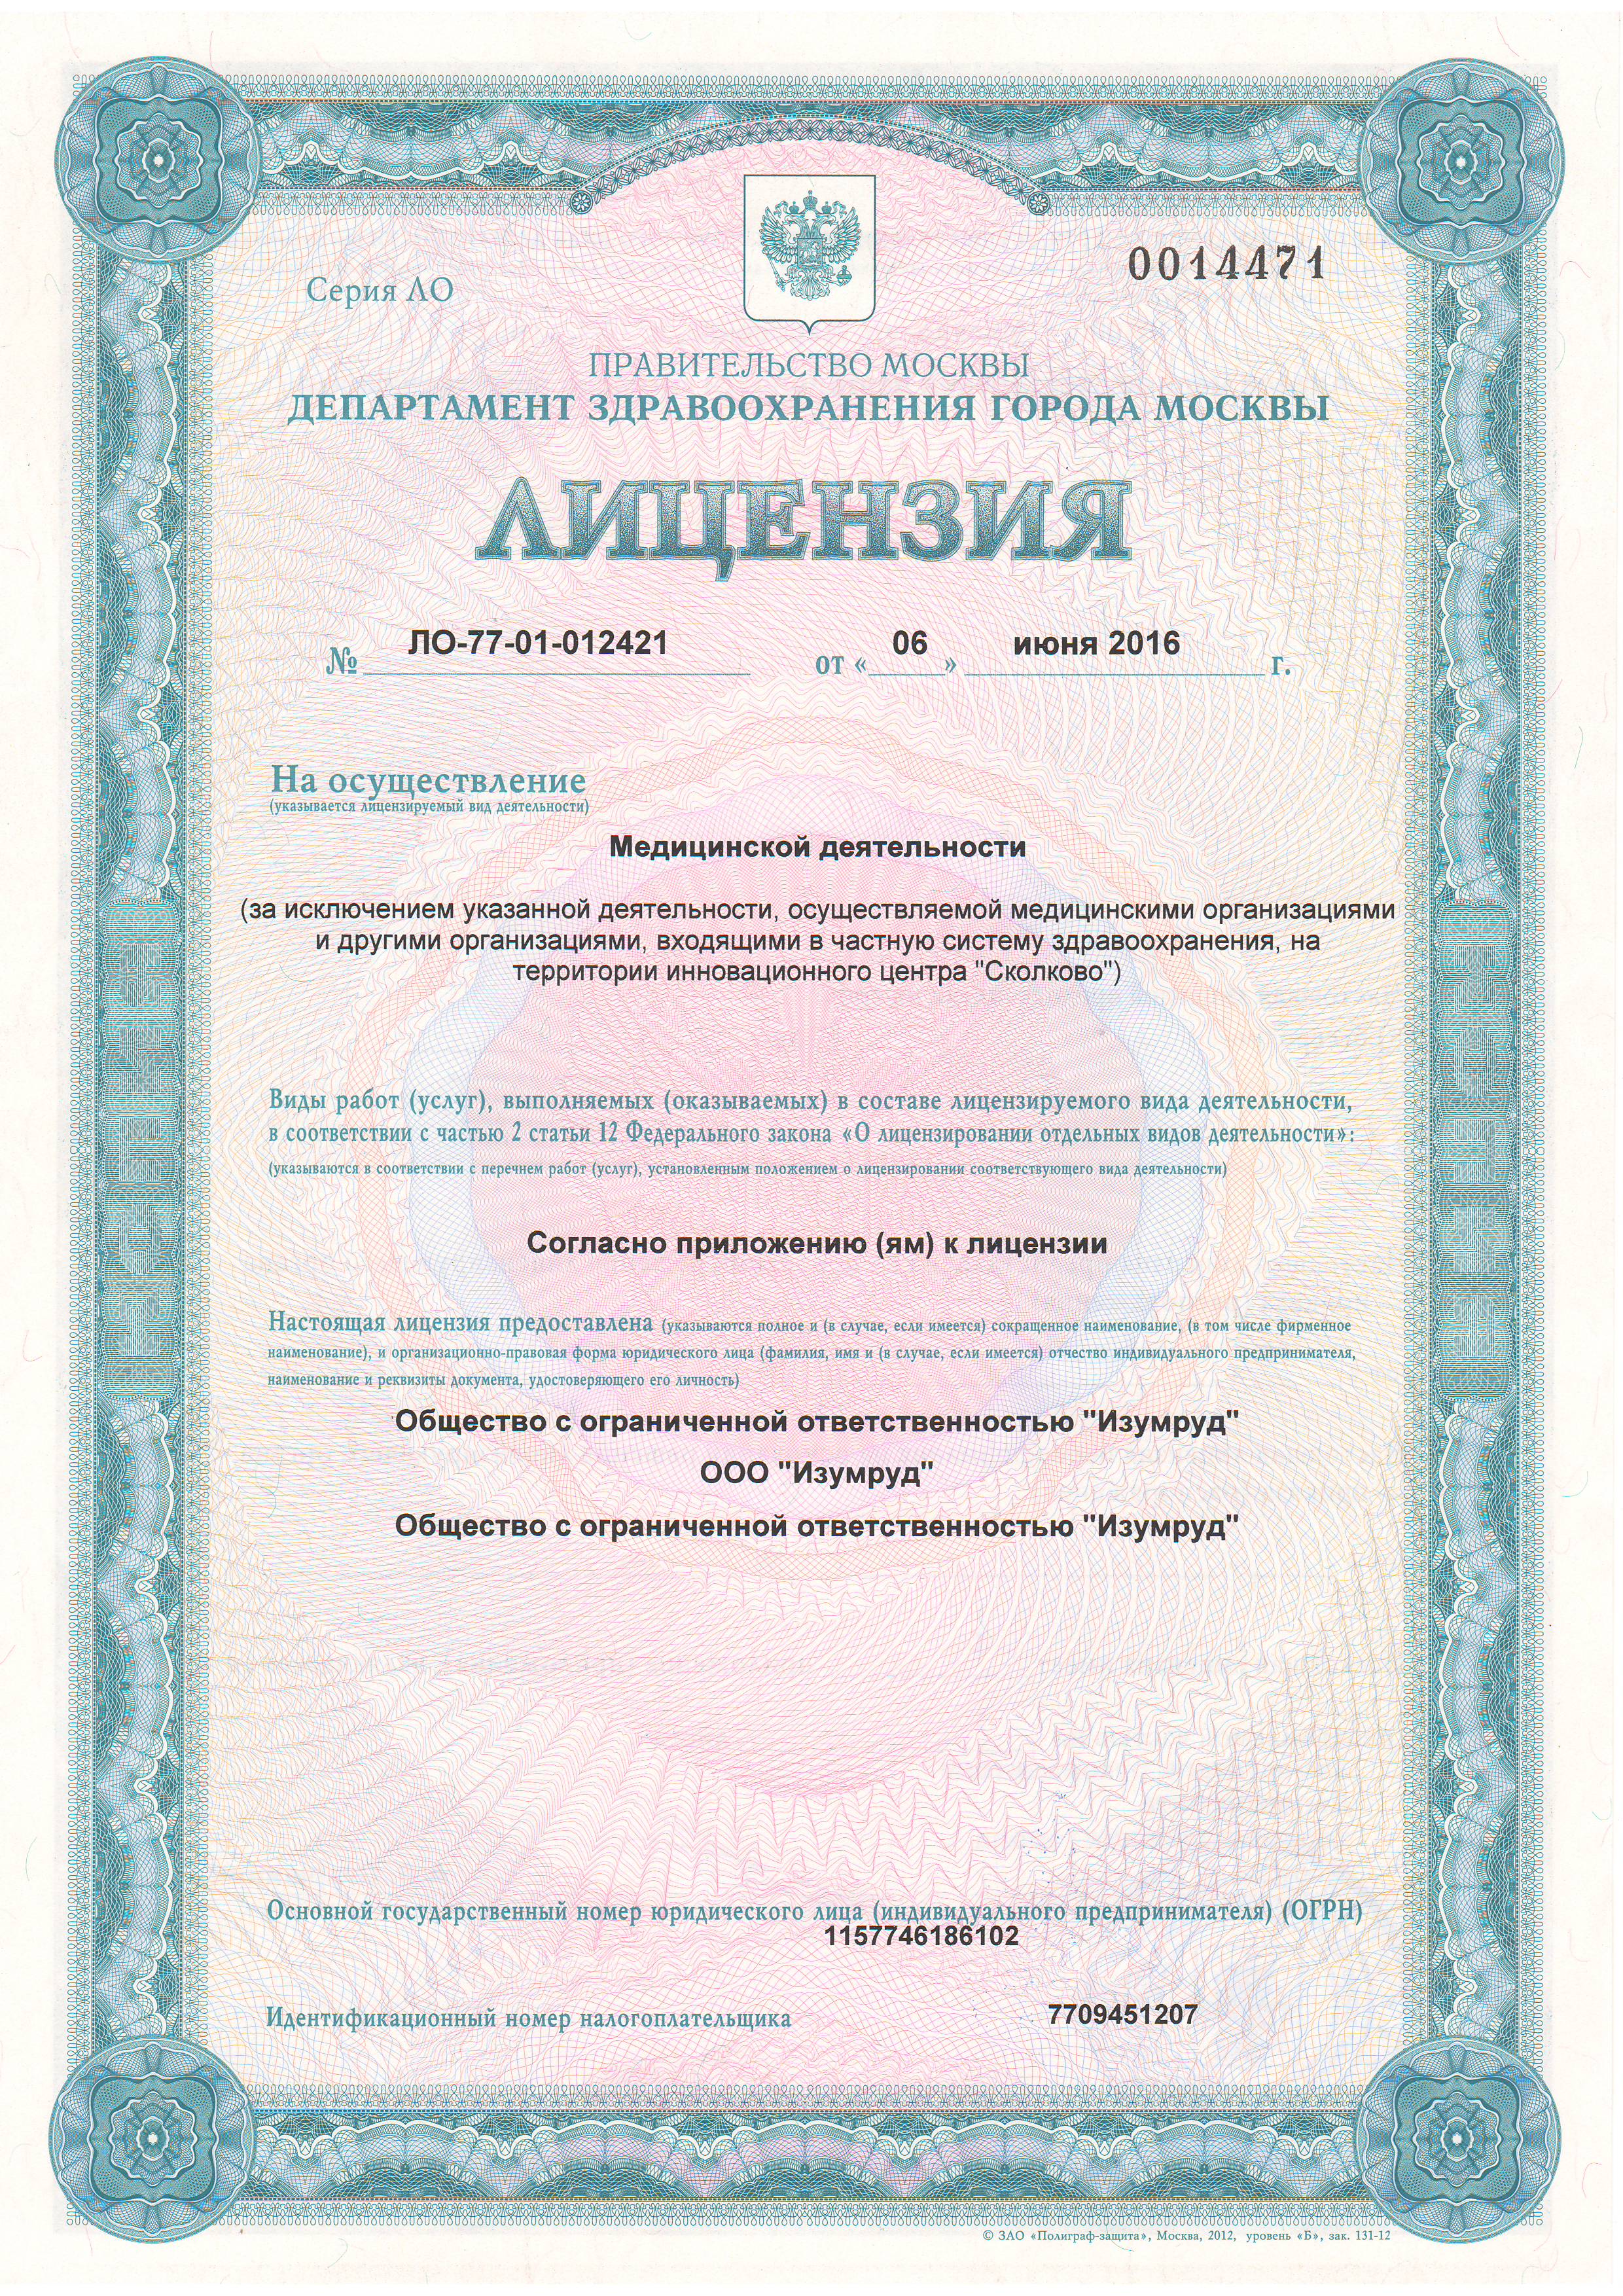 Серия ЛО
0014471
ПРАВИТЕЛЬСТВО МОСКВЫ
ДЕПАРТАМЕНТ ЗДРАВООХРАНЕНИЯ ГОРОДА МОСКВЫ
ЛИЦЕНЗИЯ
№ ЛО-77-01-012421 от « 06 » июня 2016 г.
На осуществление
(указывается лицензируемый вид деятельности)
Медицинской деятельности
(за исключением указанной деятельности, осуществляемой медицинскими организациями
и другими организациями, входящими в частную систему здравоохранения, на
территории инновационного центра "Сколково")
Виды работ (услуг), выполняемых (оказываемых) в составе лицензируемого вида деятельности,
в соответствии с частью 2 статьи 12 Федерального закона «О лицензировании отдельных видов деятельности»:
(указываются в соответствии с перечнем работ (услуг), установленным положением о лицензировании соответствующего вида деятельности)
Согласно приложению (ям) к лицензии
Настоящая лицензия предоставлена (указываются полное и (в случае, если имеется) сокращенное наименование, (в том числе фирменное
наименование), и организационно-правовая форма юридического лица (фамилия, имя и (в случае, если имеется) отчество индивидуального предпринимателя,
наименование и реквизиты документа, удостоверяющего его личность)
Общество с ограниченной ответственностью "Изумруд"
ООО "Изумруд"
Общество с ограниченной ответственностью "Изумруд"
Основной государственный номер юридического лица (индивидуального предпринимателя) (ОГРН)
1157746186102
Идентификационный номер налогоплательщика 7709451207
© ЗАО «Полиграф-защита», Москва, 2012, уровень «Б», зак. 131-12